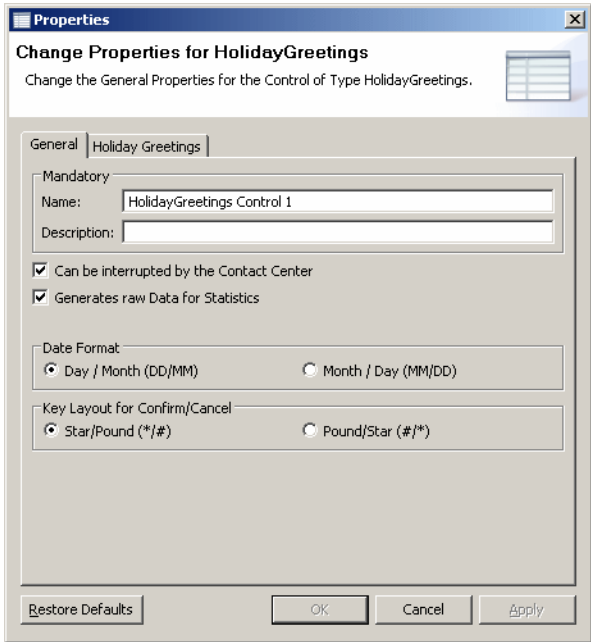 Properties
Change Properties for HolidayGreetings
Change the General Properties for the Control of Type HolidayGreetings.
General Holiday Greetings
Mandatory
Name: HolidayGreetings Control 1
Description:
Can be interrupted by the Contact Center
Generates raw Data for Statistics
Date Format
Day / Month (DD/MM) Month / Day (MM/DD)
Key Layout for Confirm/Cancel
Star/Pound (*/#) Pound/Star (#/*)
Restore Defaults OK Cancel Apply